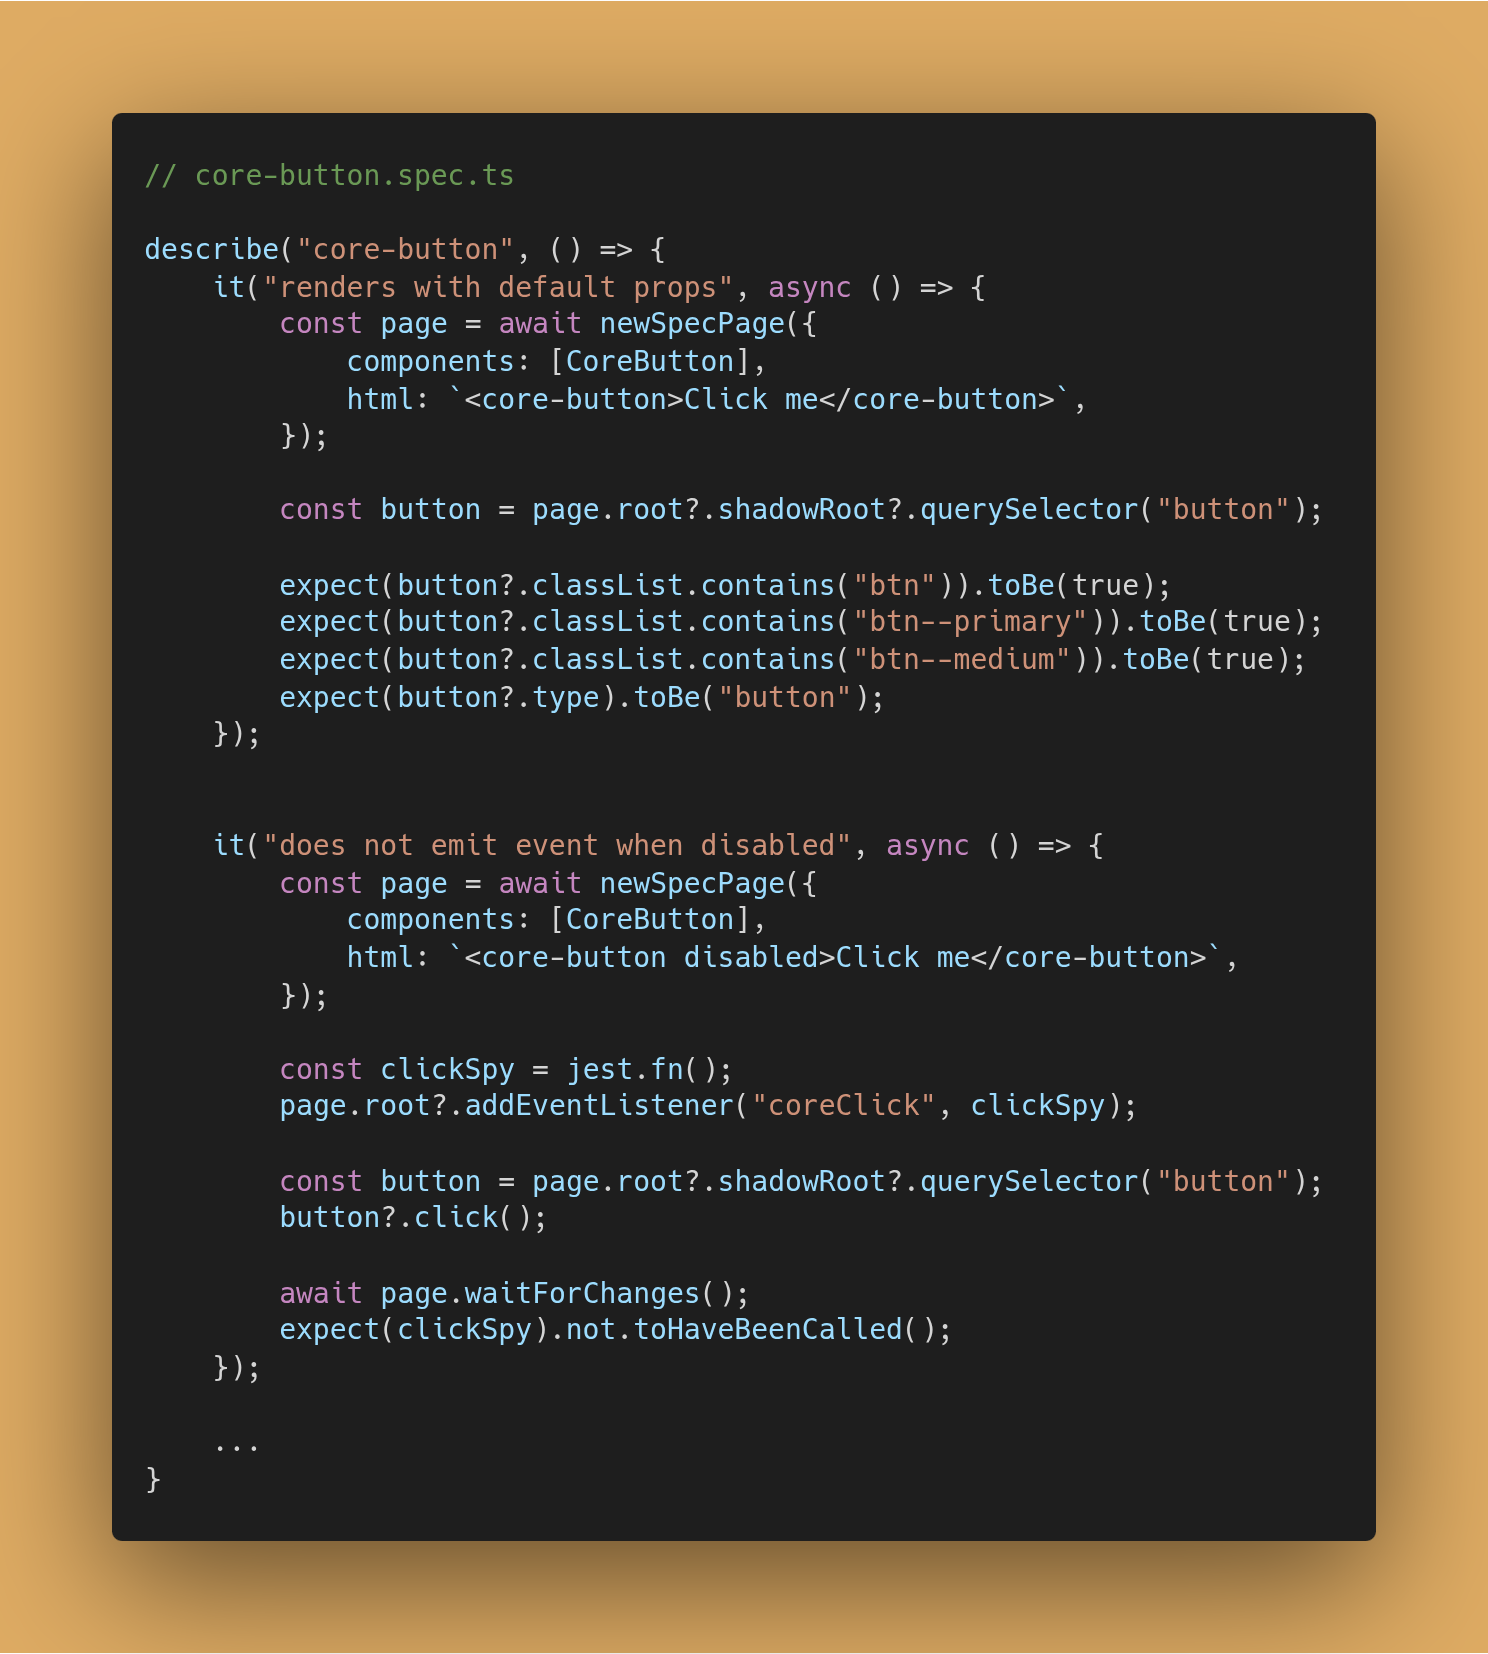 // core-button.spec.ts

describe("core-button", () => {
    it("renders with default props", async () => {
        const page = await newSpecPage({
            components: [CoreButton],
            html: `<core-button>Click me</core-button>`,
        });

        const button = page.root?.shadowRoot?.querySelector("button");

        expect(button?.classList.contains("btn")).toBe(true);
        expect(button?.classList.contains("btn--primary")).toBe(true);
        expect(button?.classList.contains("btn--medium")).toBe(true);
        expect(button?.type).toBe("button");
    });


    it("does not emit event when disabled", async () => {
        const page = await newSpecPage({
            components: [CoreButton],
            html: `<core-button disabled>Click me</core-button>`,
        });

        const clickSpy = jest.fn();
        page.root?.addEventListener("coreClick", clickSpy);

        const button = page.root?.shadowRoot?.querySelector("button");
        button?.click();

        await page.waitForChanges();
        expect(clickSpy).not.toHaveBeenCalled();
    });

    ...
}